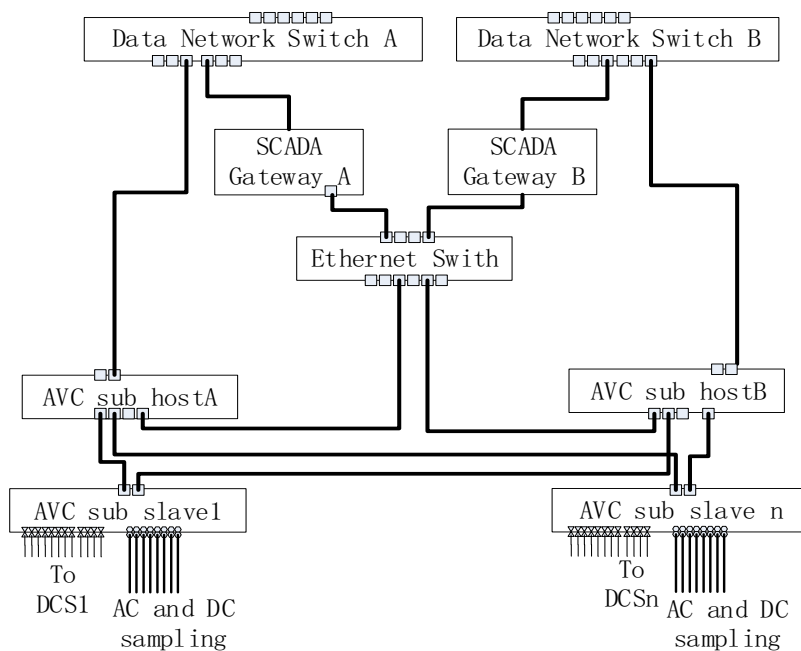 Data Network Switch A
Data Network Switch B
SCADA
Gateway A
SCADA
Gateway B
Ethernet Swith
AVC sub hostA
AVC sub hostB
AVC sub slave1
AVC sub slave n
To
DCS1
AC and DC
sampling
To
DCSn
AC and DC
sampling